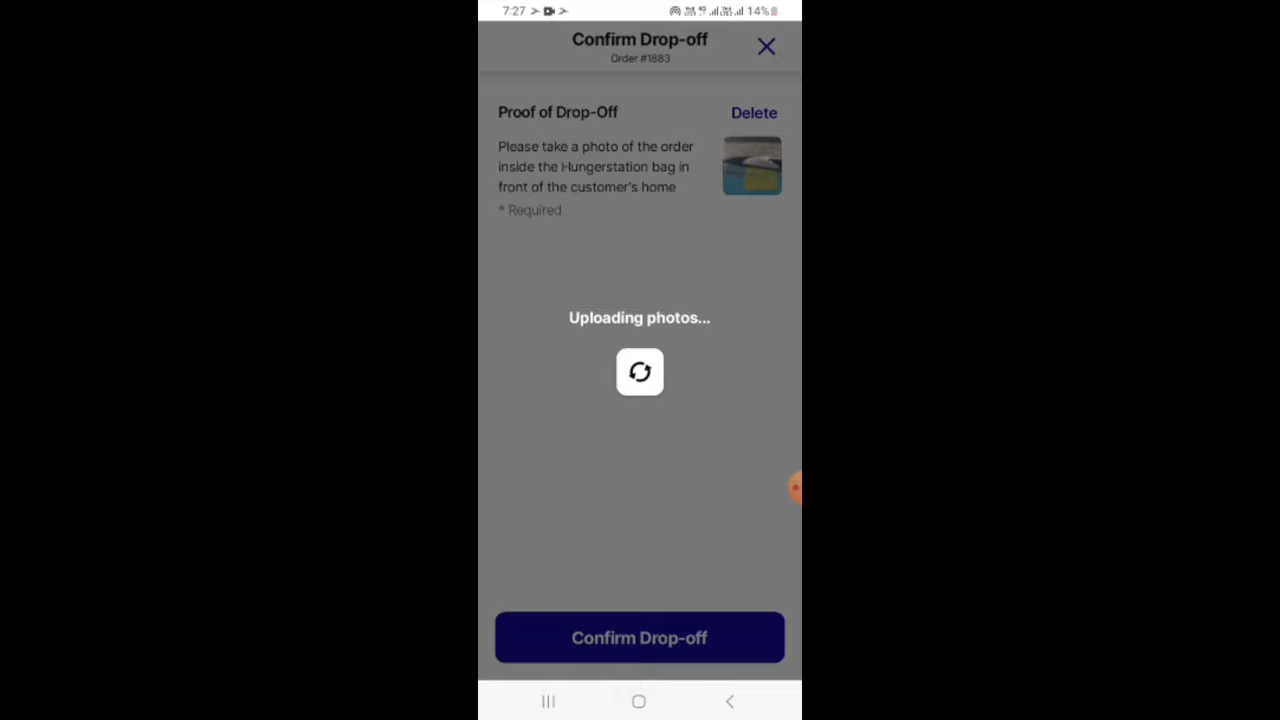 7:27 14%
Confirm Drop-off
Order #1883
Proof of Drop-Off Delete
Please take a photo of the order
inside the Hungerstation bag in
front of the customer's home
* Required
Uploading photos...
Confirm Drop-off